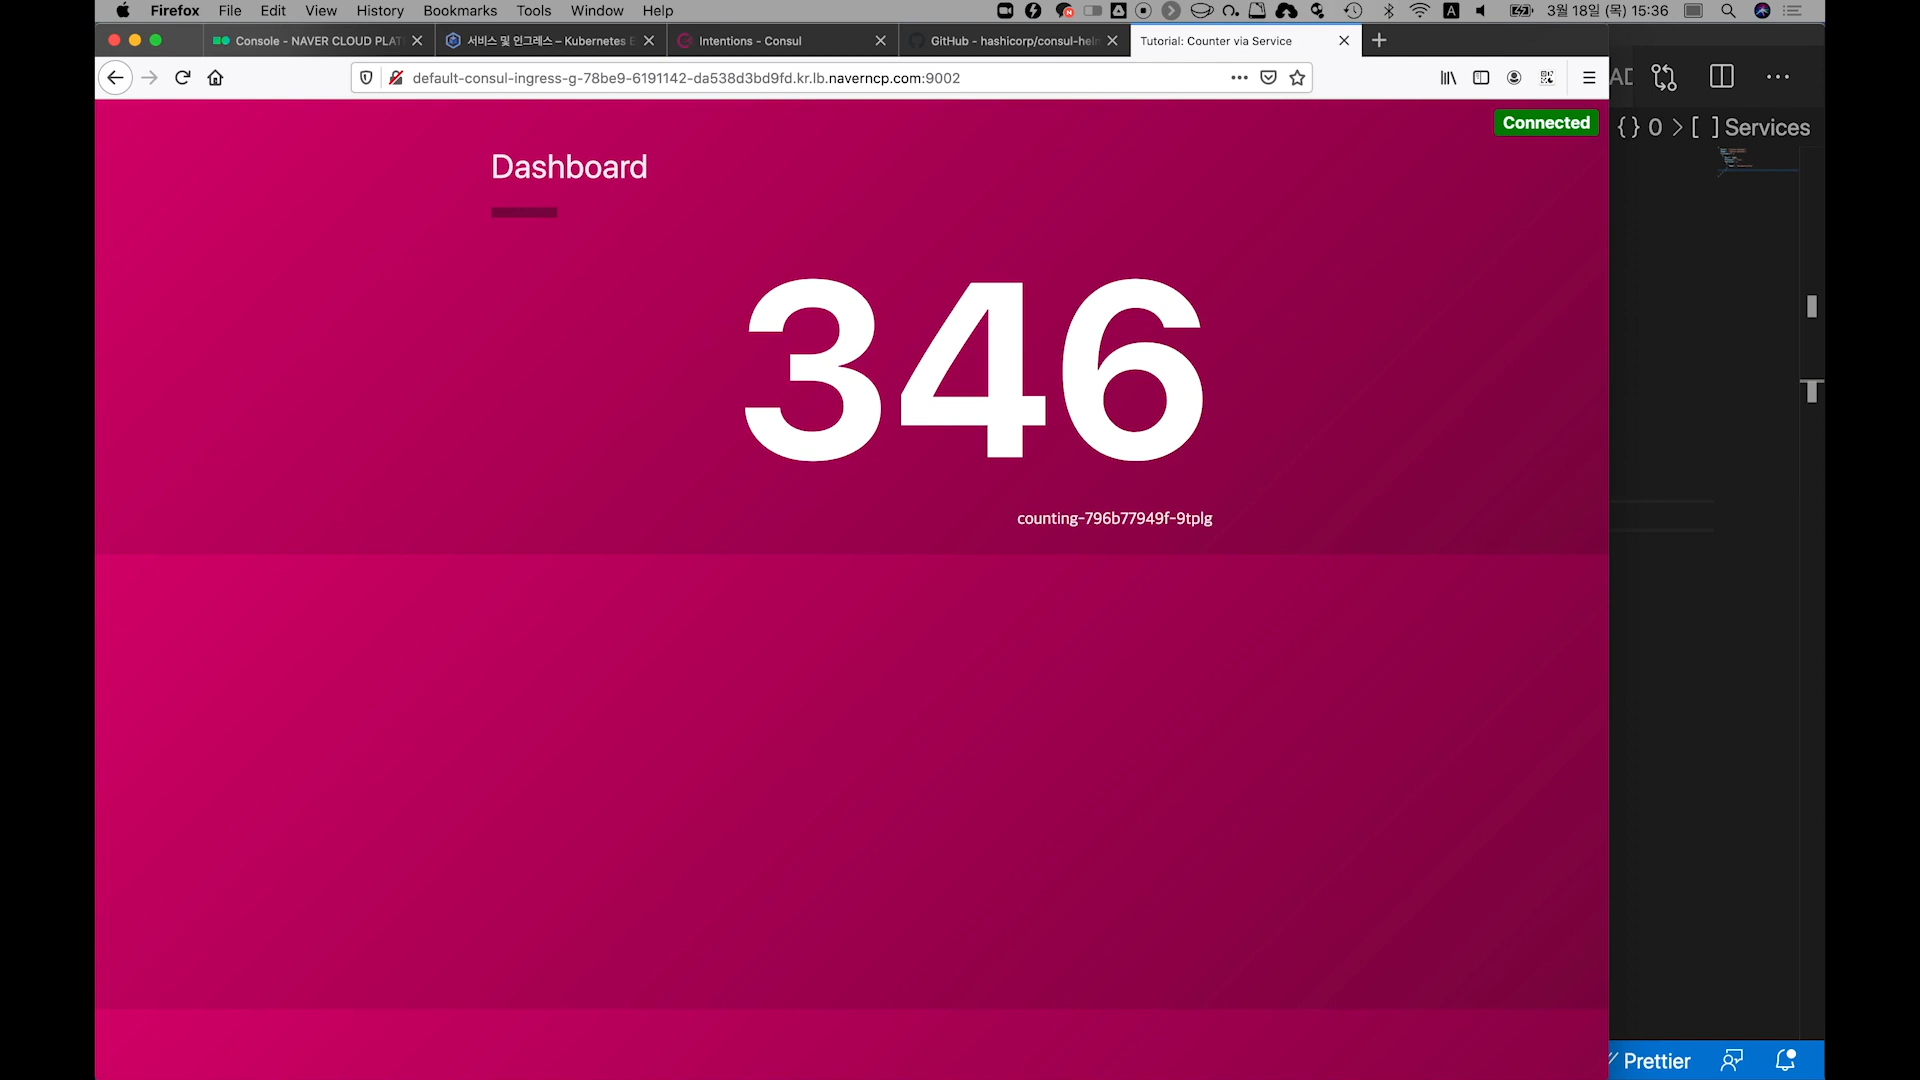 Firefox File Edit View History Bookmarks Tools Window Help 3월 18일 (목) 15:36
Console - NAVER CLOUD PLAT 서비스 및 인그레스 – Kubernetes E Intentions - Consul GitHub - hashicorp/consul-helm Tutorial: Counter via Service
default-consul-ingress-g-78be9-6191142-da538d3bd9fd.kr.lb.naverncp.com:9002
Connected
{} 0 > [ ] Services
Dashboard
346
counting-796b77949f-9tplg
Prettier